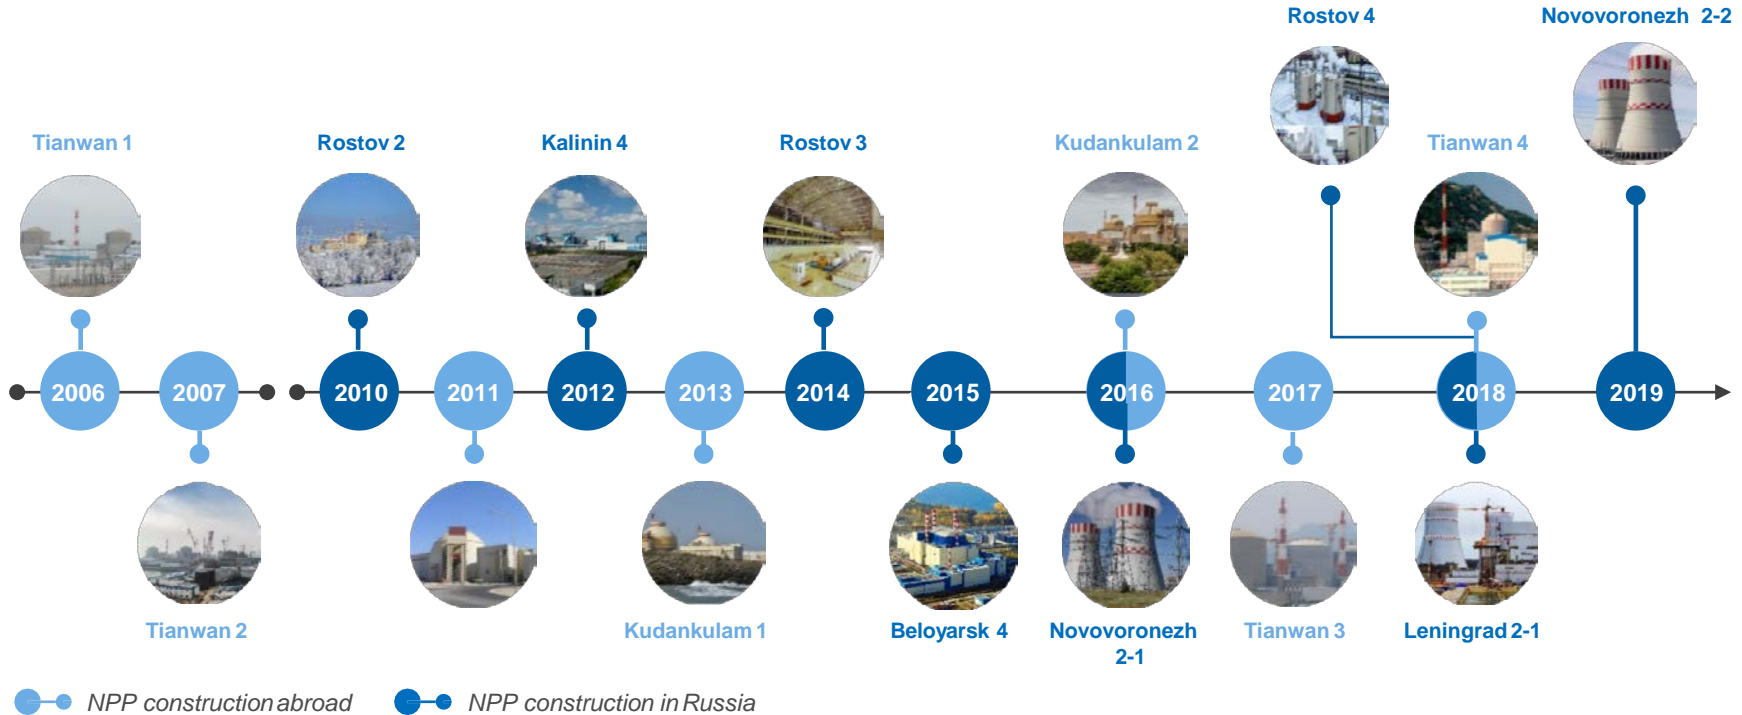 Rostov 4
Novovoronezh 2-2
Tianwan 1
Rostov 2
Kalinin 4
Rostov 3
Kudankulam 2
Tianwan 4
2006
2007
2010
2011
2012
2013
2014
2015
2016
2017
2018
2019
Tianwan 2
Kudankulam 1
Beloyarsk 4
Novovoronezh
2-1
Tianwan 3
Leningrad 2-1
NPP construction abroad
NPP construction in Russia